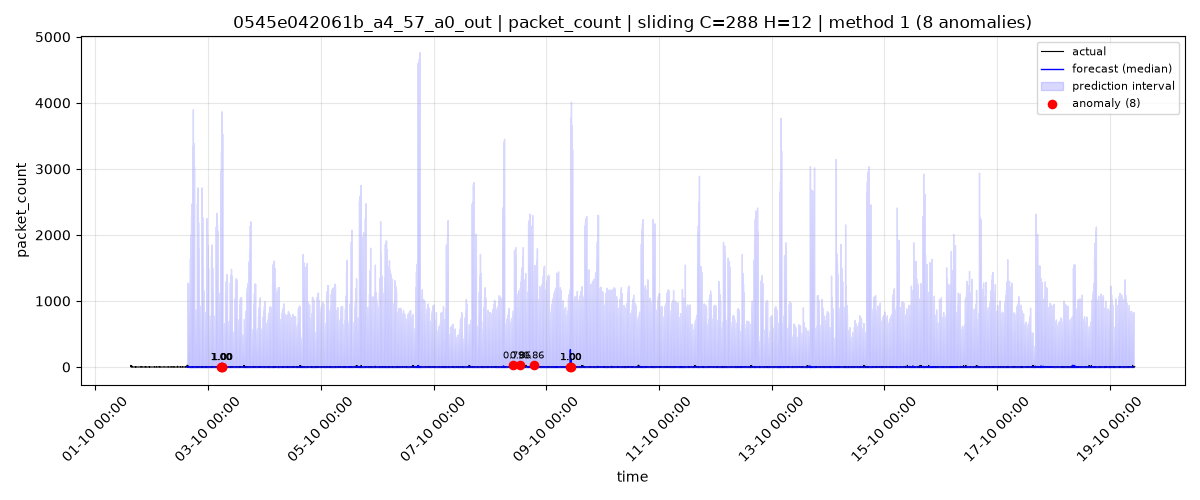 0545e042061b_a4_57_a0_out | packet_count | sliding C=288 H=12 | method 1 (8 anomalies)
5000
4000
3000
2000
1000
0
packet_count
actual
forecast (median)
prediction interval
anomaly (8)
1.00
0.86
1.00
01-10 00:00
03-10 00:00
05-10 00:00
07-10 00:00
09-10 00:00
11-10 00:00
13-10 00:00
15-10 00:00
17-10 00:00
19-10 00:00
time